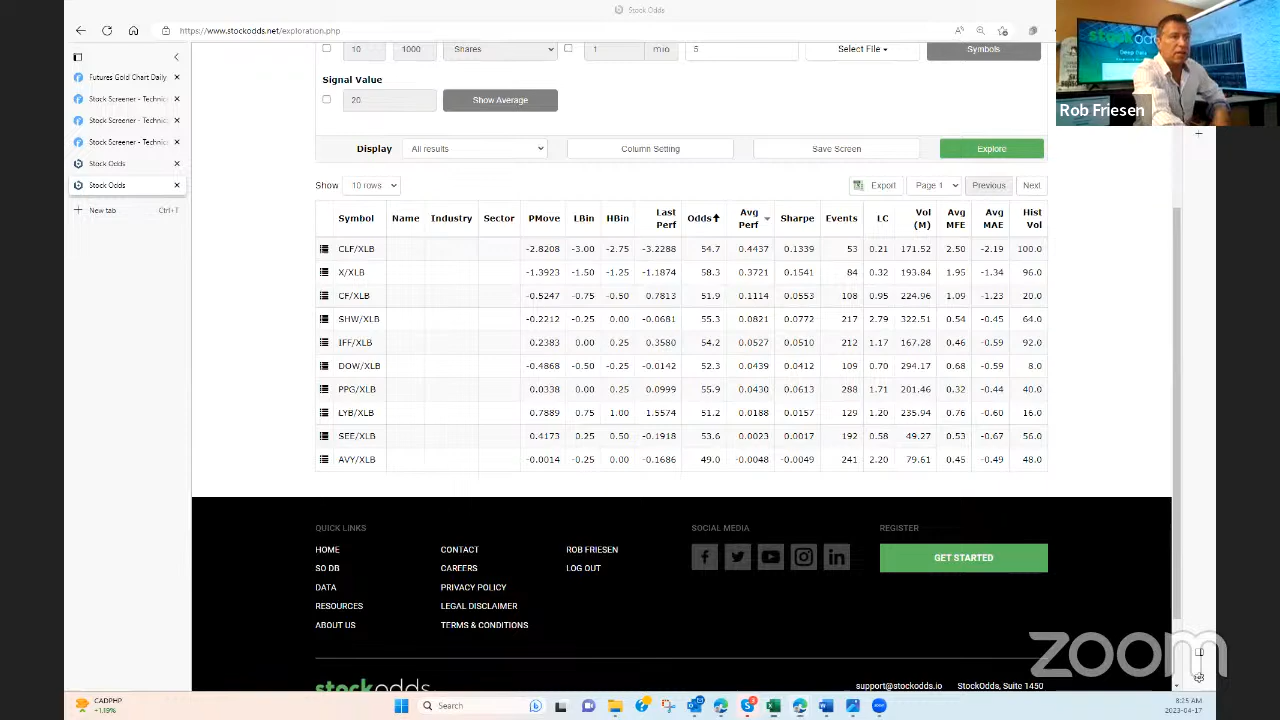 Stock Odds
https://www.stockodds.net/exploration.php
10 1000 Shares 1 mio 5 Select File Symbols
Futures Gold Chart Daily
Stock Screener - Technic
Stock Screener - Technic
Stock Screener - Technic
Stock Odds
Stock Odds
New tab Ctrl+T
Signal Value
20 Show Average
Rob Friesen
Display All results Column Setting Save Screen Explore
Show 10 rows Export Page 1 Previous Next
Symbol Name Industry Sector PMove LBin HBin Last Perf Odds Avg Perf Sharpe Events LC Vol (M) Avg MFE Avg MAE Hist Vol
CLF/XLB -2.8208 -3.00 -2.75 -3.2288 54.7 0.4437 0.1339 53 0.21 171.52 2.50 -2.19 100.0
X/XLB -1.3923 -1.50 -1.25 -1.1874 58.3 0.3721 0.1541 84 0.32 193.84 1.95 -1.34 96.0
CF/XLB -0.5247 -0.75 -0.50 0.7813 51.9 0.1114 0.0553 108 0.95 224.96 1.09 -1.23 20.0
SHW/XLB -0.2212 -0.25 0.00 -0.0681 55.3 0.0821 0.0772 217 2.79 322.51 0.54 -0.45 64.0
IFF/XLB 0.2383 0.00 0.25 0.3580 54.2 0.0527 0.0510 212 1.17 167.28 0.46 -0.59 92.0
DOW/XLB -0.4868 -0.50 -0.25 -0.0142 52.3 0.0439 0.0412 109 0.70 294.17 0.68 -0.59 8.0
PPG/XLB 0.0338 0.00 0.25 0.0999 55.9 0.0430 0.0613 288 1.71 201.46 0.32 -0.44 40.0
LYB/XLB 0.7889 0.75 1.00 1.5574 51.2 0.0188 0.0157 129 1.20 235.94 0.76 -0.60 16.0
SEE/XLB 0.4173 0.25 0.50 -0.1918 53.6 0.0023 0.0017 192 0.58 49.27 0.53 -0.67 56.0
AVY/XLB -0.0014 -0.25 0.00 -0.1686 49.0 -0.0048 -0.0049 241 2.20 79.61 0.45 -0.49 48.0
QUICK LINKS SOCIAL MEDIA REGISTER
HOME CONTACT ROB FRIESEN GET STARTED
SO DB CAREERS LOG OUT
DATA PRIVACY POLICY
RESOURCES LEGAL DISCLAIMER
ABOUT US TERMS & CONDITIONS
zoom
stockodds
support@stockodds.io StockOdds, Suite 1450
CADPHP
Search
8:25 AM
2023-04-17